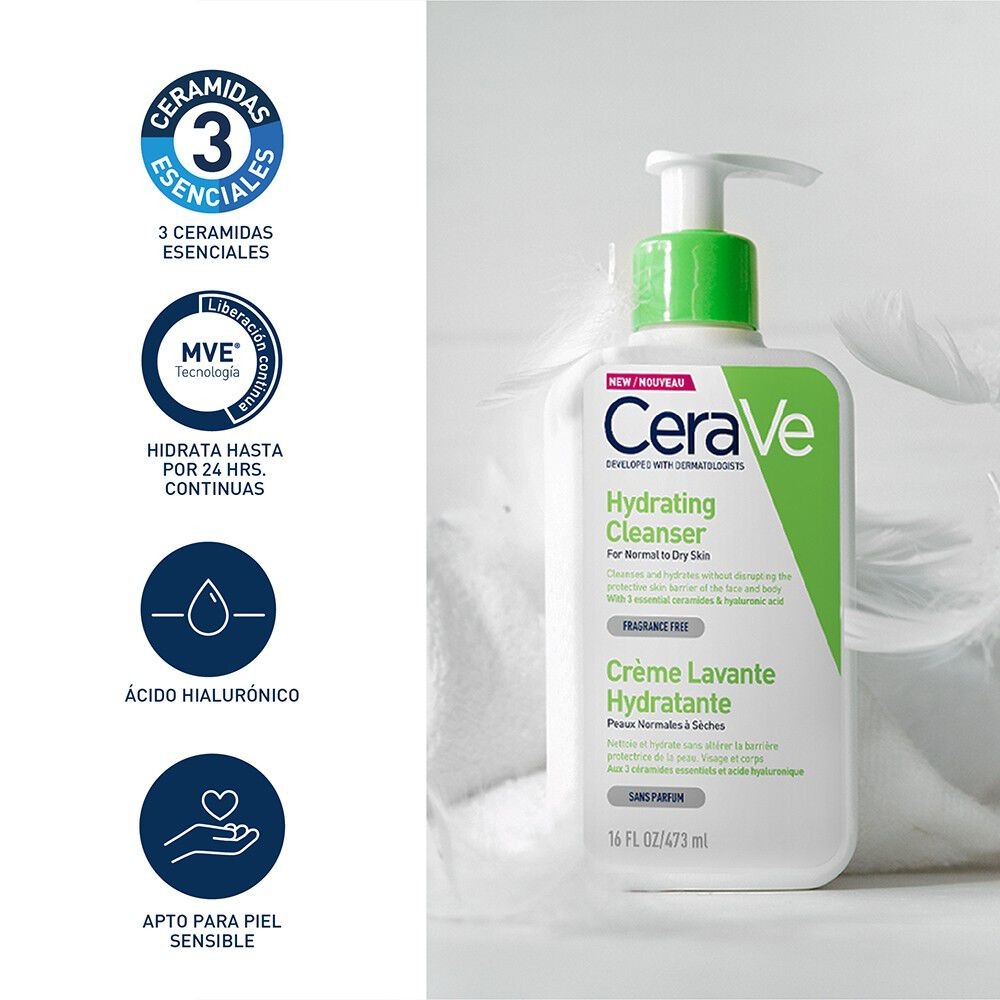 CERAMIDAS
3
ESENCIALES
3 CERAMIDAS
ESENCIALES
Liberación continua
MVE®
Tecnología
HIDRATA HASTA
POR 24 HRS.
CONTINUAS
ÁCIDO HIALURÓNICO
APTO PARA PIEL
SENSIBLE
NEW / NOUVEAU
CeraVe
DEVELOPED WITH DERMATOLOGISTS
Hydrating
Cleanser
For Normal to Dry Skin
Cleanses and hydrates without disrupting the
protective skin barrier of the face and body
With 3 essential ceramides & hyaluronic acid
FRAGRANCE FREE
Crème Lavante
Hydratante
Peaux Normales à Sèches
Nettoie et hydrate sans altérer la barrière
protectrice de la peau. Visage et corps
Aux 3 céramides essentiels et acide hyaluronique
SANS PARFUM
16 FL OZ/473 ml